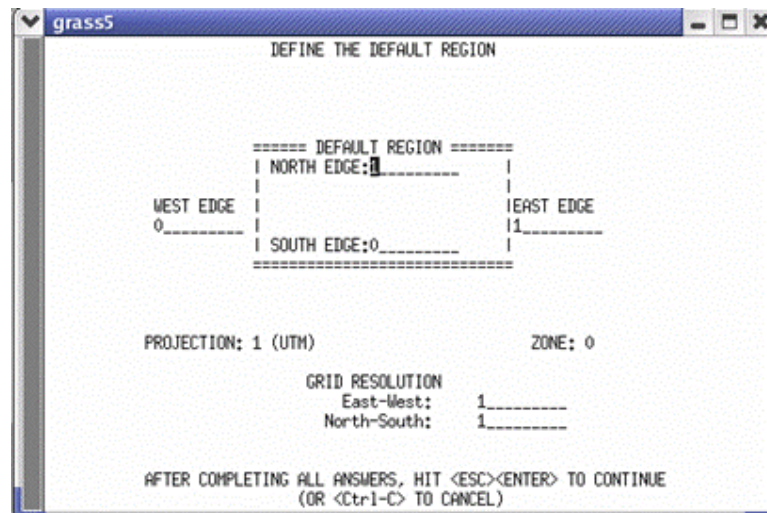 grass5
DEFINE THE DEFAULT REGION
====== DEFAULT REGION =======
| NORTH EDGE:1_________ |
| |
WEST EDGE | |EAST EDGE
0_________ | |1_________
| SOUTH EDGE:0_________ |
=============================
PROJECTION: 1 (UTM) ZONE: 0
GRID RESOLUTION
East-West: 1_________
North-South: 1_________
AFTER COMPLETING ALL ANSWERS, HIT <ESC><ENTER> TO CONTINUE
(OR <Ctrl-C> TO CANCEL)